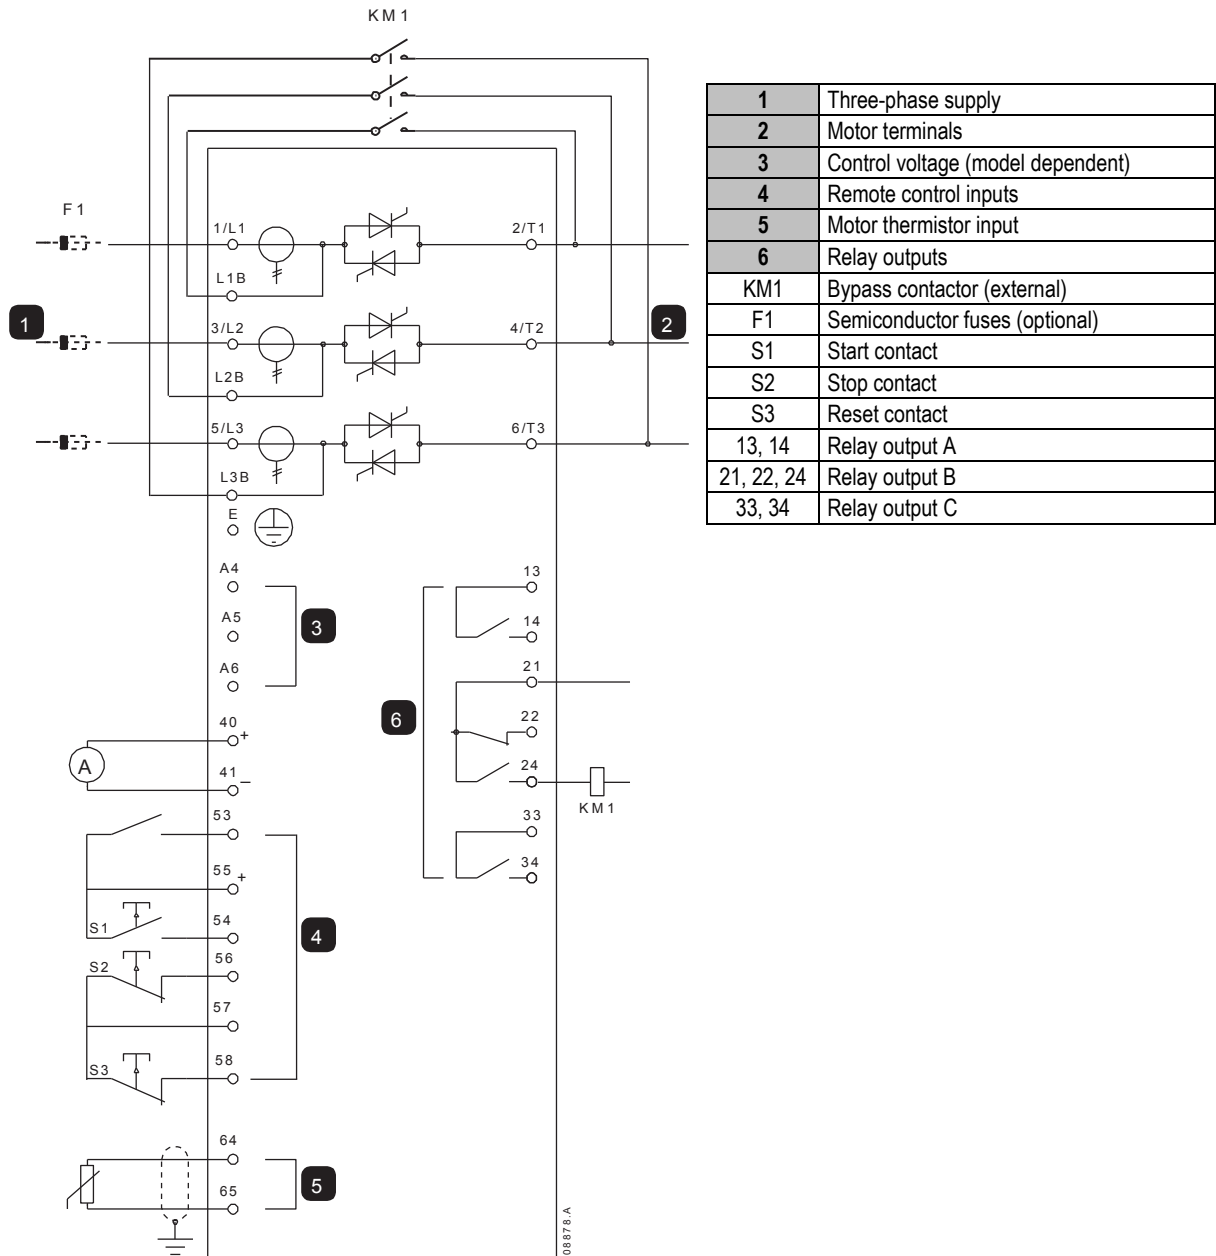 KM1
F1
1/L1
2/T1
L1B
1
3/L2
4/T2
2
L2B
5/L3
6/T3
L3B
E
A4
13
A5
3
14
A6
21
40
+
6
22
A
41
–
24
KM1
53
33
55
+
34
S1
54
4
S2
56
57
S3
58
64
5
65
08878.A
1 Three-phase supply
2 Motor terminals
3 Control voltage (model dependent)
4 Remote control inputs
5 Motor thermistor input
6 Relay outputs
KM1 Bypass contactor (external)
F1 Semiconductor fuses (optional)
S1 Start contact
S2 Stop contact
S3 Reset contact
13, 14 Relay output A
21, 22, 24 Relay output B
33, 34 Relay output C